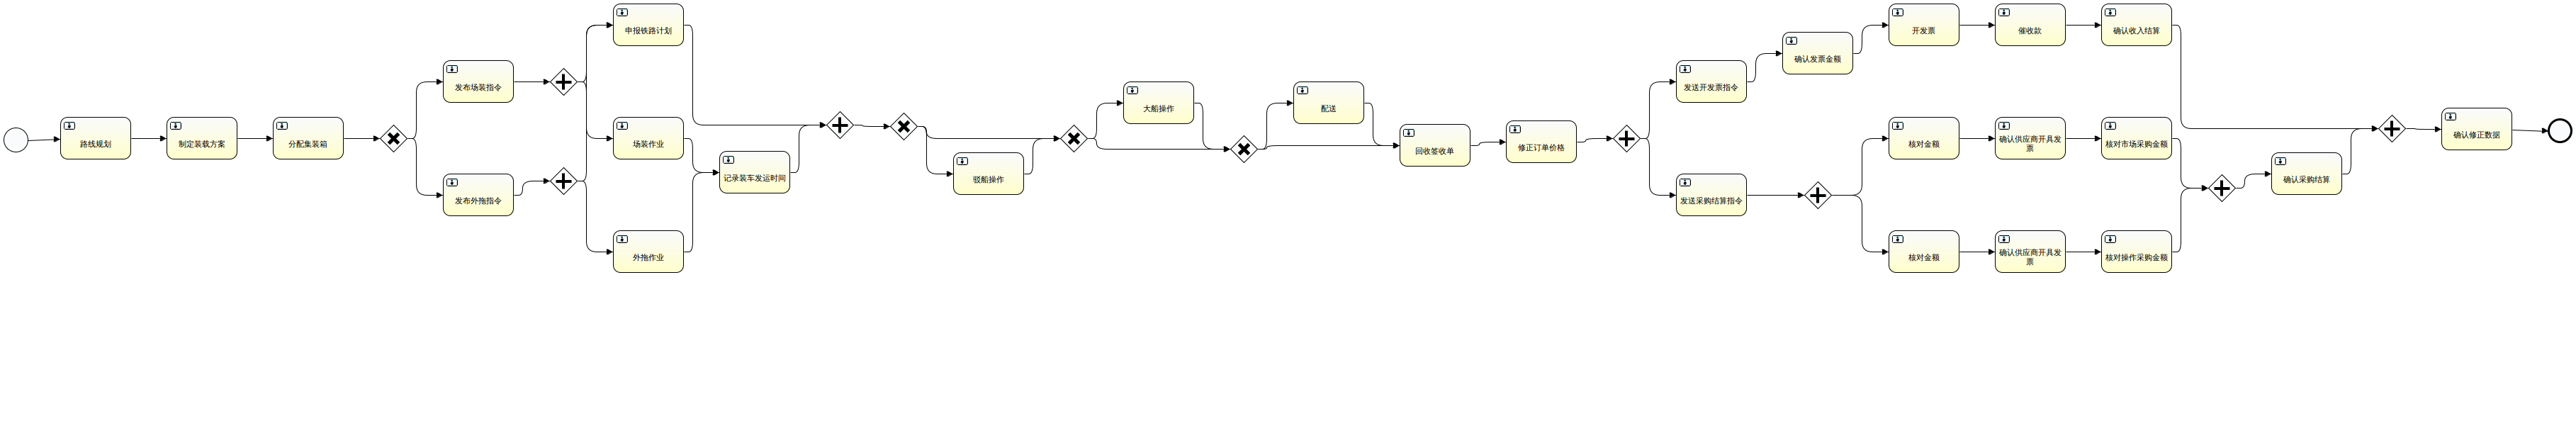 路线规划
制定装载方案
分配集装箱
发布场装指令
发布外拖指令
申报铁路计划
场装作业
外拖作业
记录装车发运时间
驳船操作
大船操作
配送
回收签收单
修正订单价格
发送开发票指令
发送采购结算指令
确认发票金额
开发票
催收款
确认收入结算
核对金额
确认供应商开具发
票
核对市场采购金额
核对金额
确认供应商开具发
票
核对操作采购金额
确认采购结算
确认修正数据